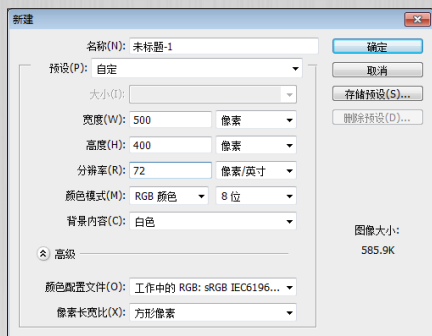 新建
名称(N): 未标题-1
确定
预设(P): 自定
取消
大小(I):
存储预设(S)...
宽度(W): 500 像素
删除预设(D)...
高度(H): 400 像素
分辨率(R): 72 像素/英寸
颜色模式(M): RGB 颜色 8 位
背景内容(C): 白色
图像大小:
585.9K
高级
颜色配置文件(O): 工作中的 RGB: sRGB IEC6196...
像素长宽比(X): 方形像素